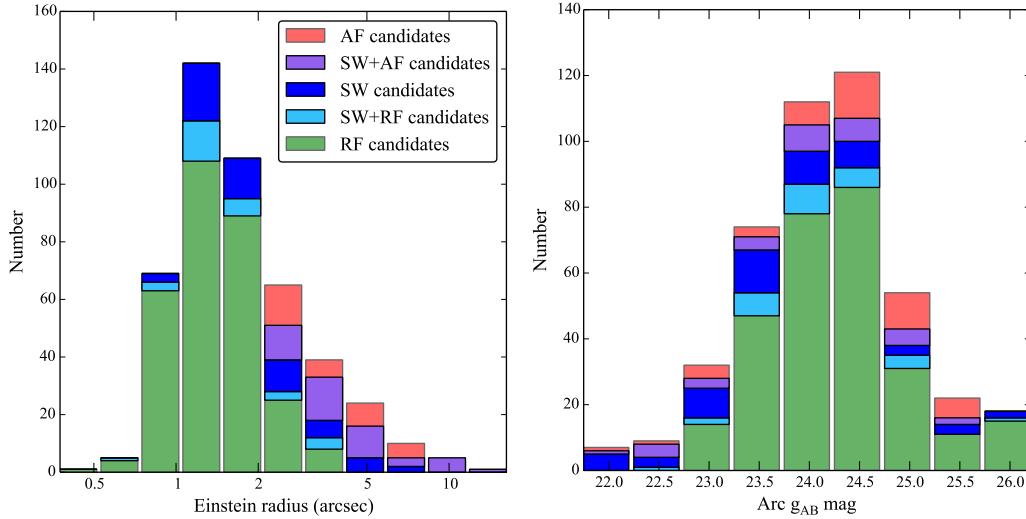 160
140
120
100
80
60
40
20
0
Number
0.5 1 2 5 10
Einstein radius (arcsec)
AF candidates
SW+AF candidates
SW candidates
SW+RF candidates
RF candidates
140
120
100
80
60
40
20
0
Number
22.0 22.5 23.0 23.5 24.0 24.5 25.0 25.5 26.0
Arc gAB mag